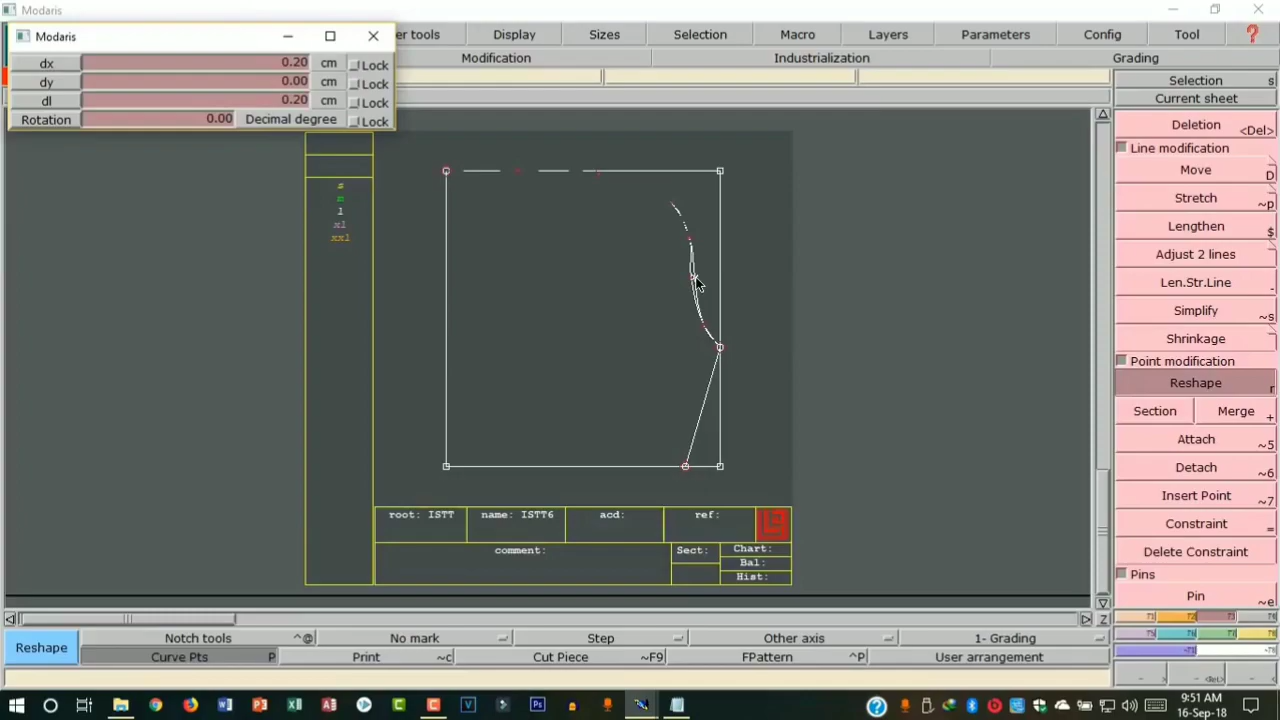 Modaris
Modaris
er tools Display Sizes Selection Macro Layers Parameters Config Tool ?
Modification Industrialization Grading
dx 0.20 cm Lock
dy 0.00 cm Lock
dl 0.20 cm Lock
Rotation 0.00 Decimal degree Lock
Selection s
Current sheet
Deletion <Del>
Line modification
Move D
Stretch ~p
Lengthen $
Adjust 2 lines
Len.Str.Line -
Simplify ~s
Shrinkage
Point modification
Reshape r
Section Merge +
Attach ~5
Detach ~6
Insert Point ~7
Constraint =
Delete Constraint
Pins
Pin ~e
s
m
l
xl
xxl
root: ISTT name: ISTT6 acd: ref:
comment: Sect: Chart:
Bal:
Hist:
Z
Reshape
Notch tools ^@ No mark Step Other axis 1- Grading
Curve Pts P Print ~c Cut Piece ~F9 FPattern ^P User arrangement
9:51 AM
16-Sep-18